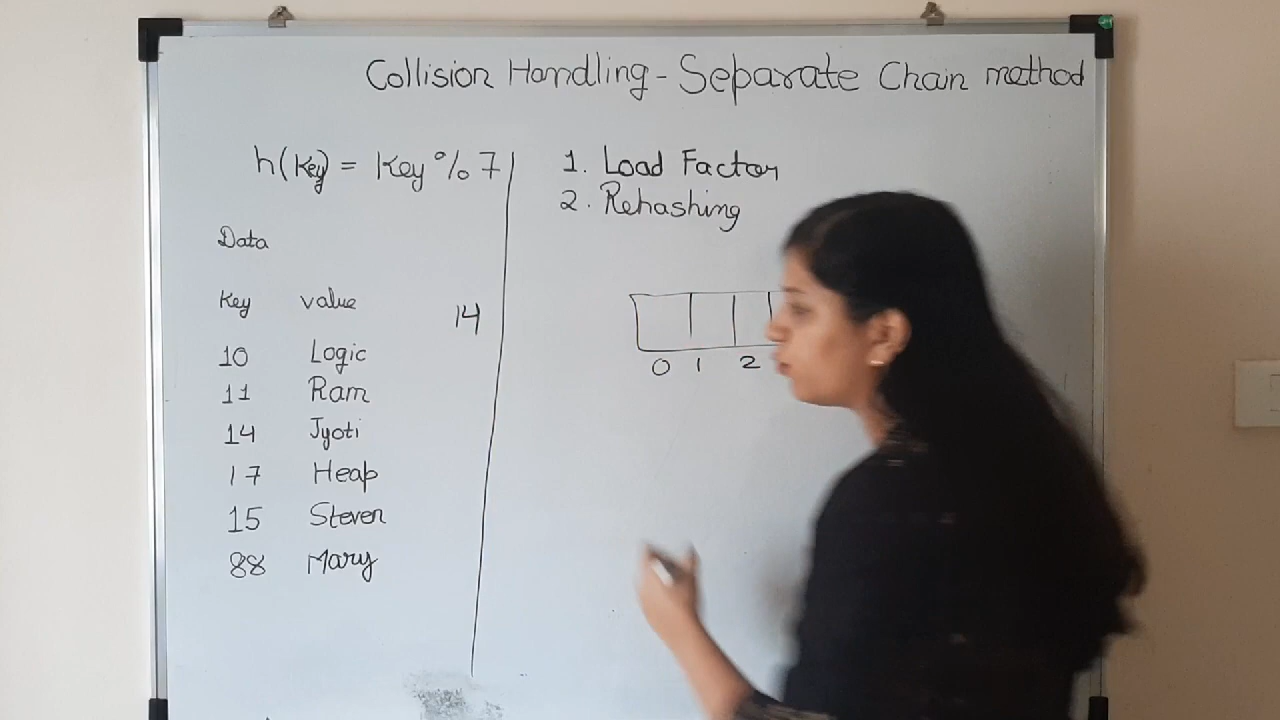 Collision Handling - Separate Chain method
h(Key) = Key % 7
1. Load Factor
2. Rehashing
Data
Key value
14
10 Logic
11 Ram
14 Jyoti
17 Heap
15 Steven
88 Mary
0 1 2